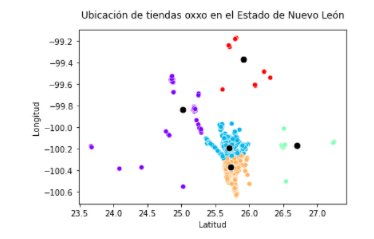 Ubicación de tiendas oxxo en el Estado de Nuevo León
Longitud
−99.2
−99.4
−99.6
−99.8
−100.0
−100.2
−100.4
−100.6
23.5 24.0 24.5 25.0 25.5 26.0 26.5 27.0
Latitud